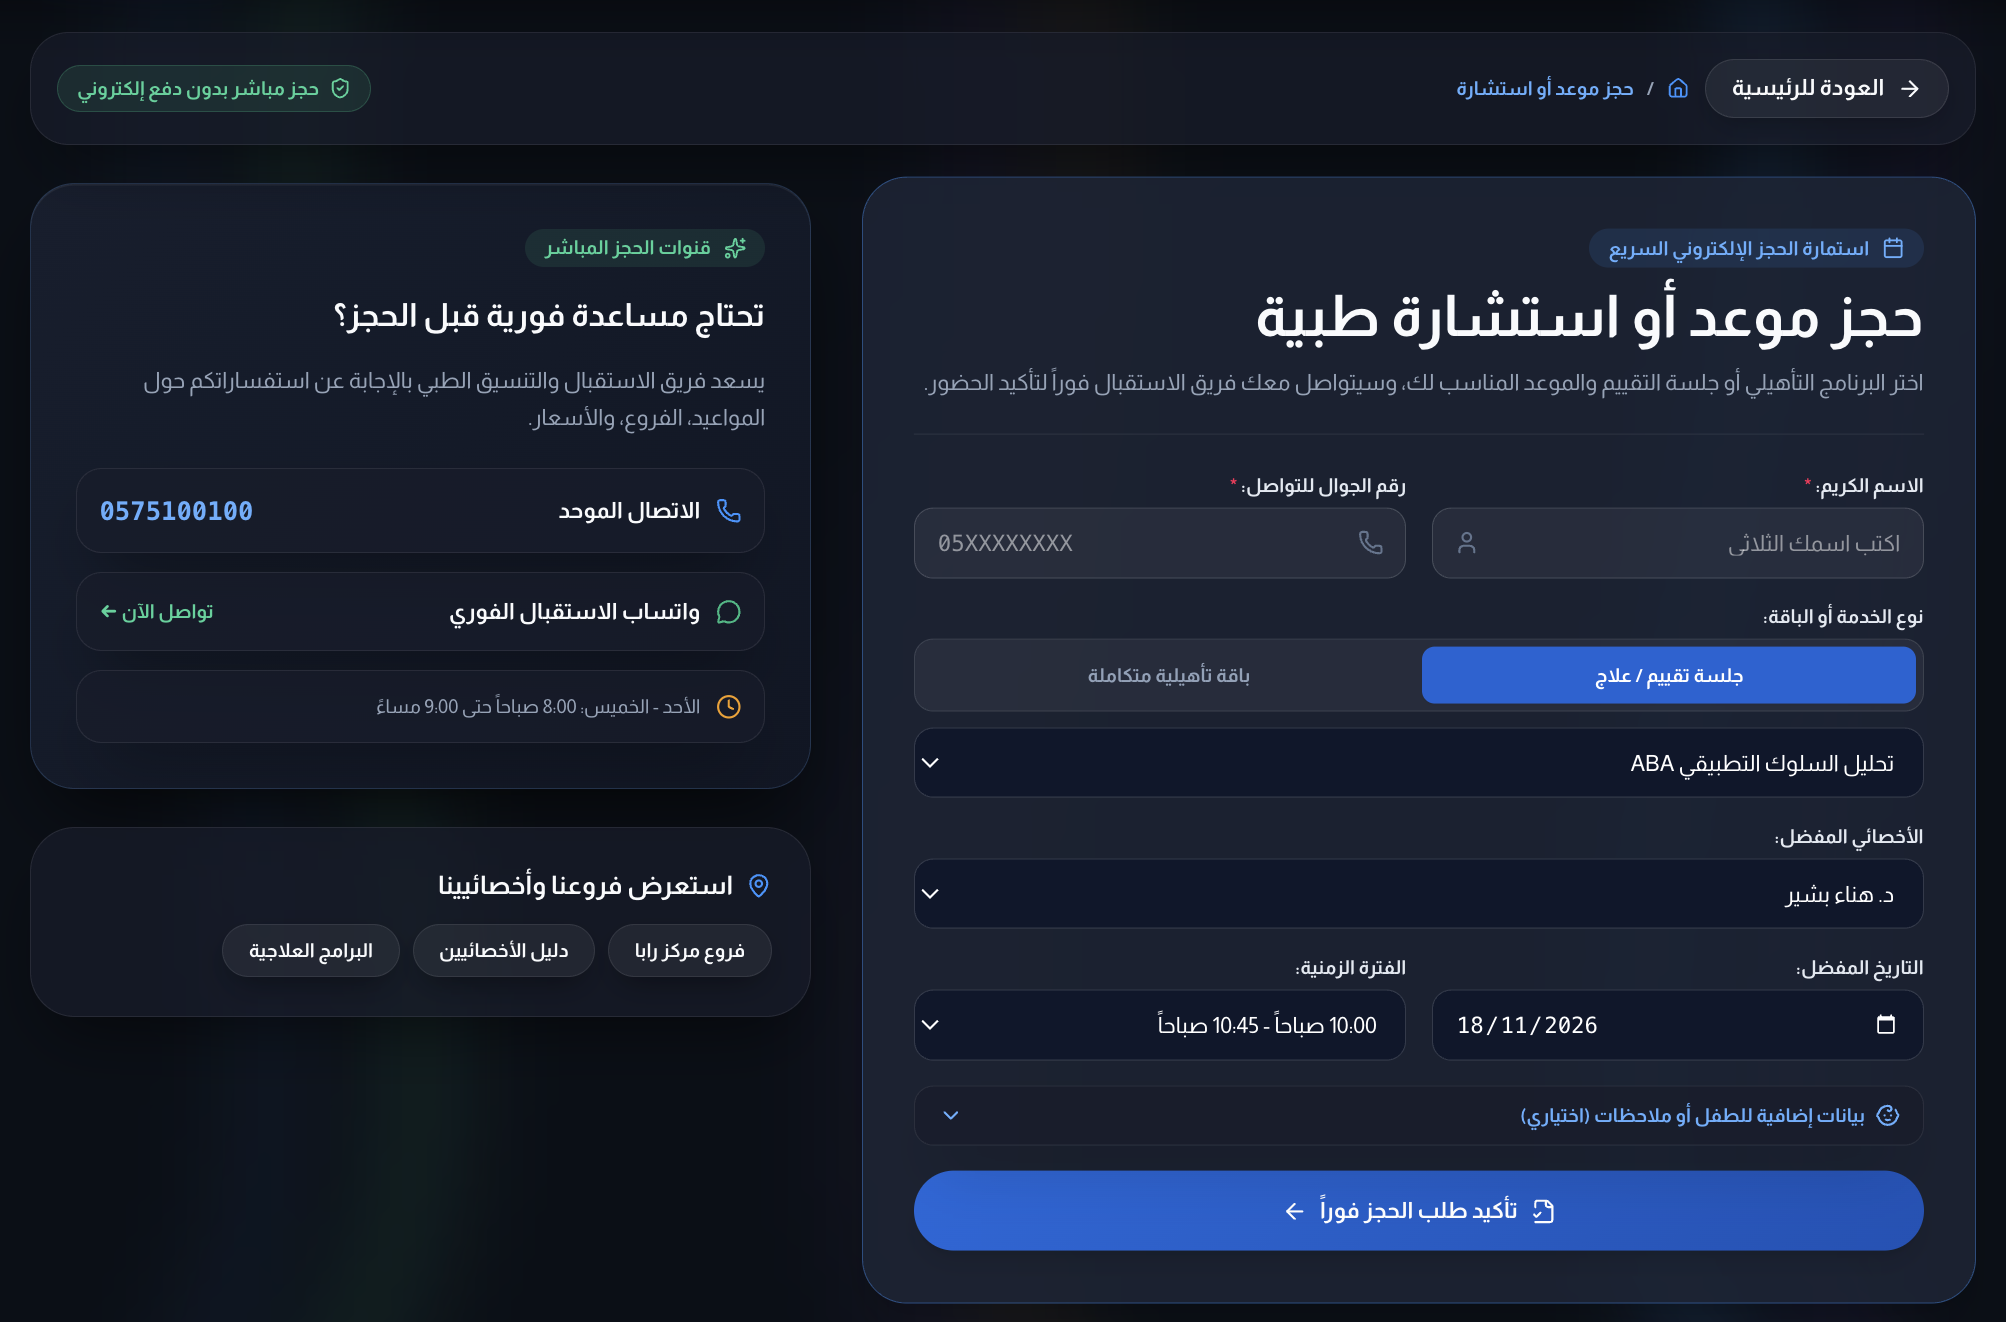 العودة للرئيسية
/ حجز موعد أو استشارة
حجز مباشر بدون دفع إلكتروني
استمارة الحجز الإلكتروني السريع
حجز موعد أو استشارة طبية
اختر البرنامج التأهيلي أو جلسة التقييم والموعد المناسب لك، وسيتواصل معك فريق الاستقبال فوراً لتأكيد الحضور.
الاسم الكريم: *
اكتب اسمك الثلاثي
رقم الجوال للتواصل: *
05XXXXXXXX
نوع الخدمة أو الباقة:
جلسة تقييم / علاج
باقة تأهيلية متكاملة
تحليل السلوك التطبيقي ABA
الأخصائي المفضل:
د. هناء بشير
التاريخ المفضل:
18/11/2026
الفترة الزمنية:
10:00 صباحاً - 10:45 صباحاً
بيانات إضافية للطفل أو ملاحظات (اختياري)
تأكيد طلب الحجز فوراً
قنوات الحجز المباشر
تحتاج مساعدة فورية قبل الحجز؟
يسعد فريق الاستقبال والتنسيق الطبي بالإجابة عن استفساراتكم حول
المواعيد، الفروع، والأسعار.
الاتصال الموحد
0575100100
واتساب الاستقبال الفوري
تواصل الآن ←
الأحد - الخميس: 8:00 صباحاً حتى 9:00 مساءً
استعرض فروعنا وأخصائيينا
فروع مركز رابا
دليل الأخصائيين
البرامج العلاجية